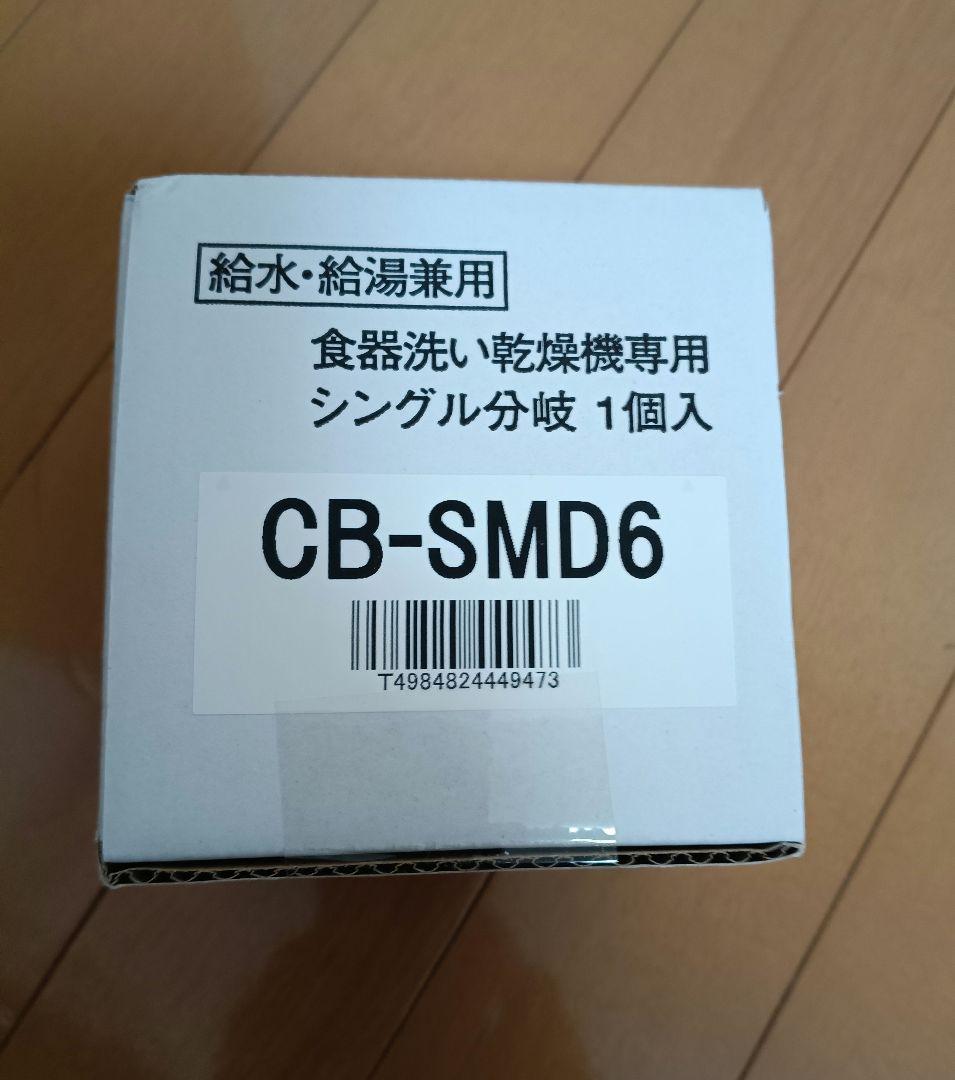 給水・給湯兼用
食器洗い乾燥機専用
シングル分岐 1個入
CB-SMD6
T4984824449473